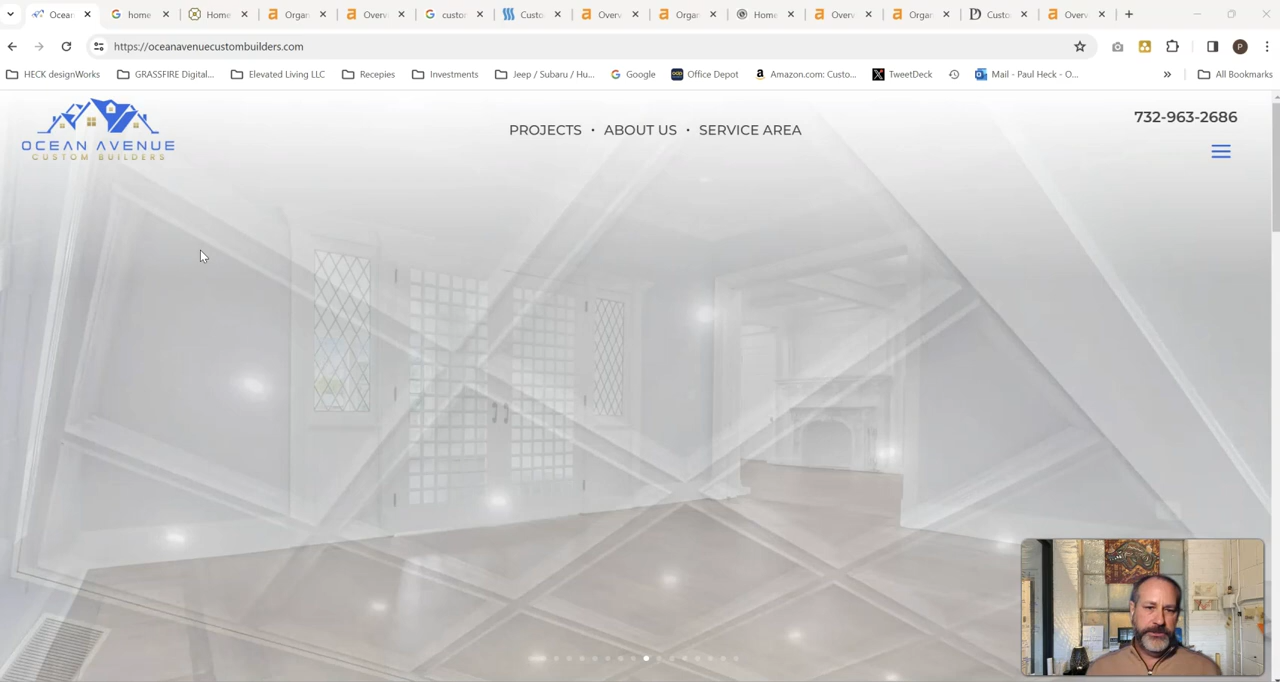 Ocean
home
Home
Organ
Overv
custor
Custo
Overv
Organ
Home
Overv
Organ
Custo
Overv
https://oceanavenuecustombuilders.com
P
HECK designWorks
GRASSFIRE Digital...
Elevated Living LLC
Recepies
Investments
Jeep / Subaru / Hu...
Google
Office Depot
Amazon.com: Custo...
TweetDeck
Mail - Paul Heck - O...
»
All Bookmarks
OCEAN AVENUE
CUSTOM BUILDERS
PROJECTS • ABOUT US • SERVICE AREA
732-963-2686